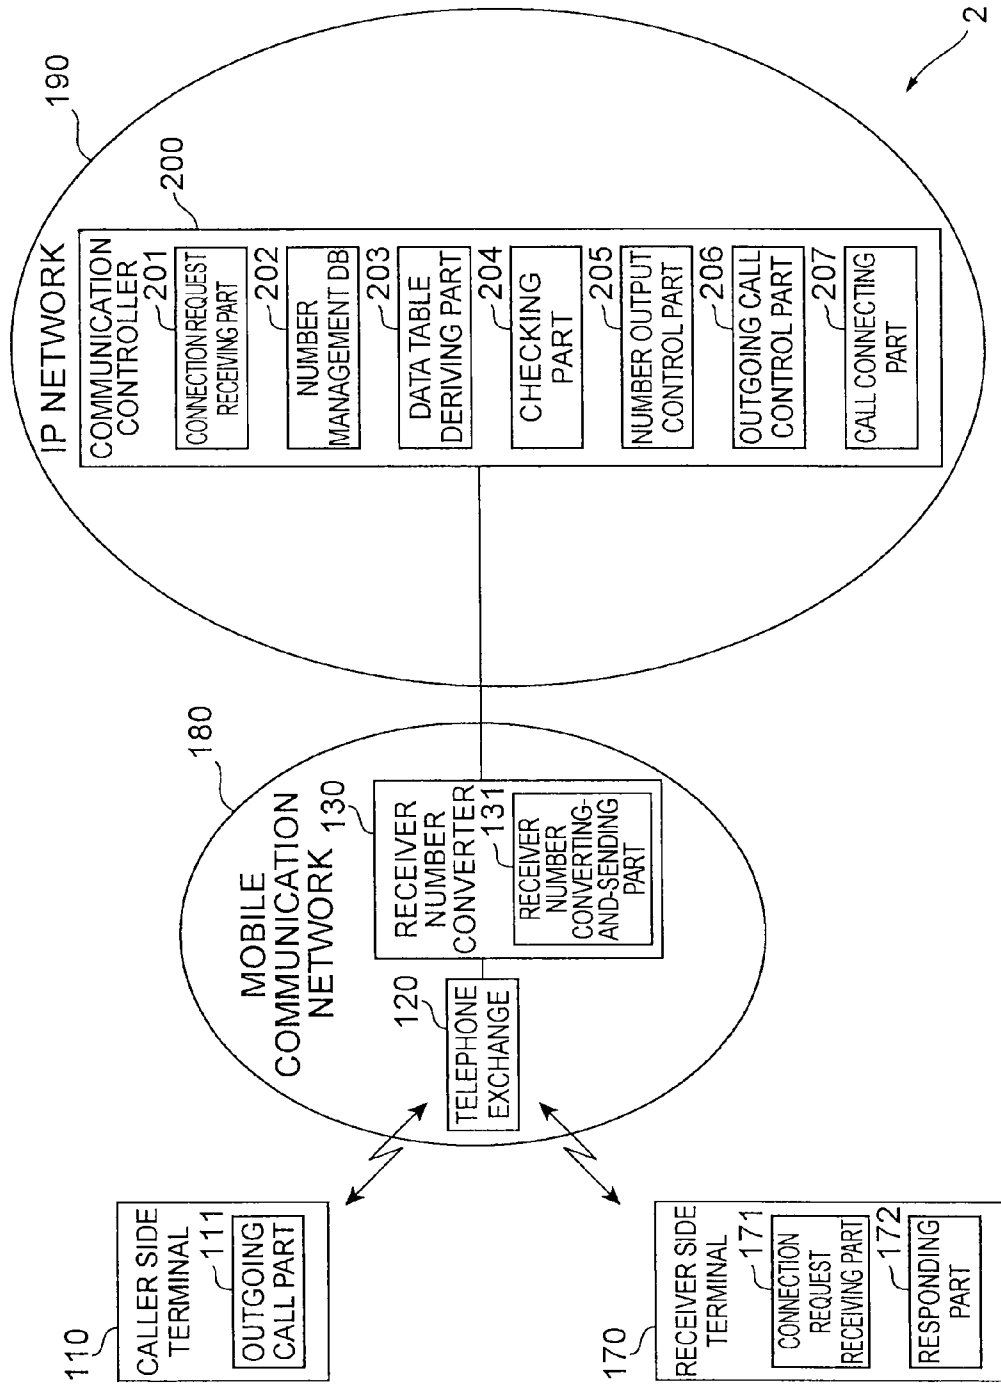 110
CALLER SIDE
TERMINAL
111
OUTGOING
CALL PART
170
RECEIVER SIDE
TERMINAL
171
CONNECTION
REQUEST
RECEIVING PART
172
RESPONDING
PART
180
MOBILE
COMMUNICATION
NETWORK
120
TELEPHONE
EXCHANGE
130
RECEIVER
NUMBER
CONVERTER
131
RECEIVER
NUMBER
CONVERTING-
AND-SENDING
PART
190
IP NETWORK
200
COMMUNICATION
CONTROLLER
201
CONNECTION REQUEST
RECEIVING PART
202
NUMBER
MANAGEMENT DB
203
DATA TABLE
DERIVING PART
204
CHECKING
PART
205
NUMBER OUTPUT
CONTROL PART
206
OUTGOING CALL
CONTROL PART
207
CALL CONNECTING
PART
2